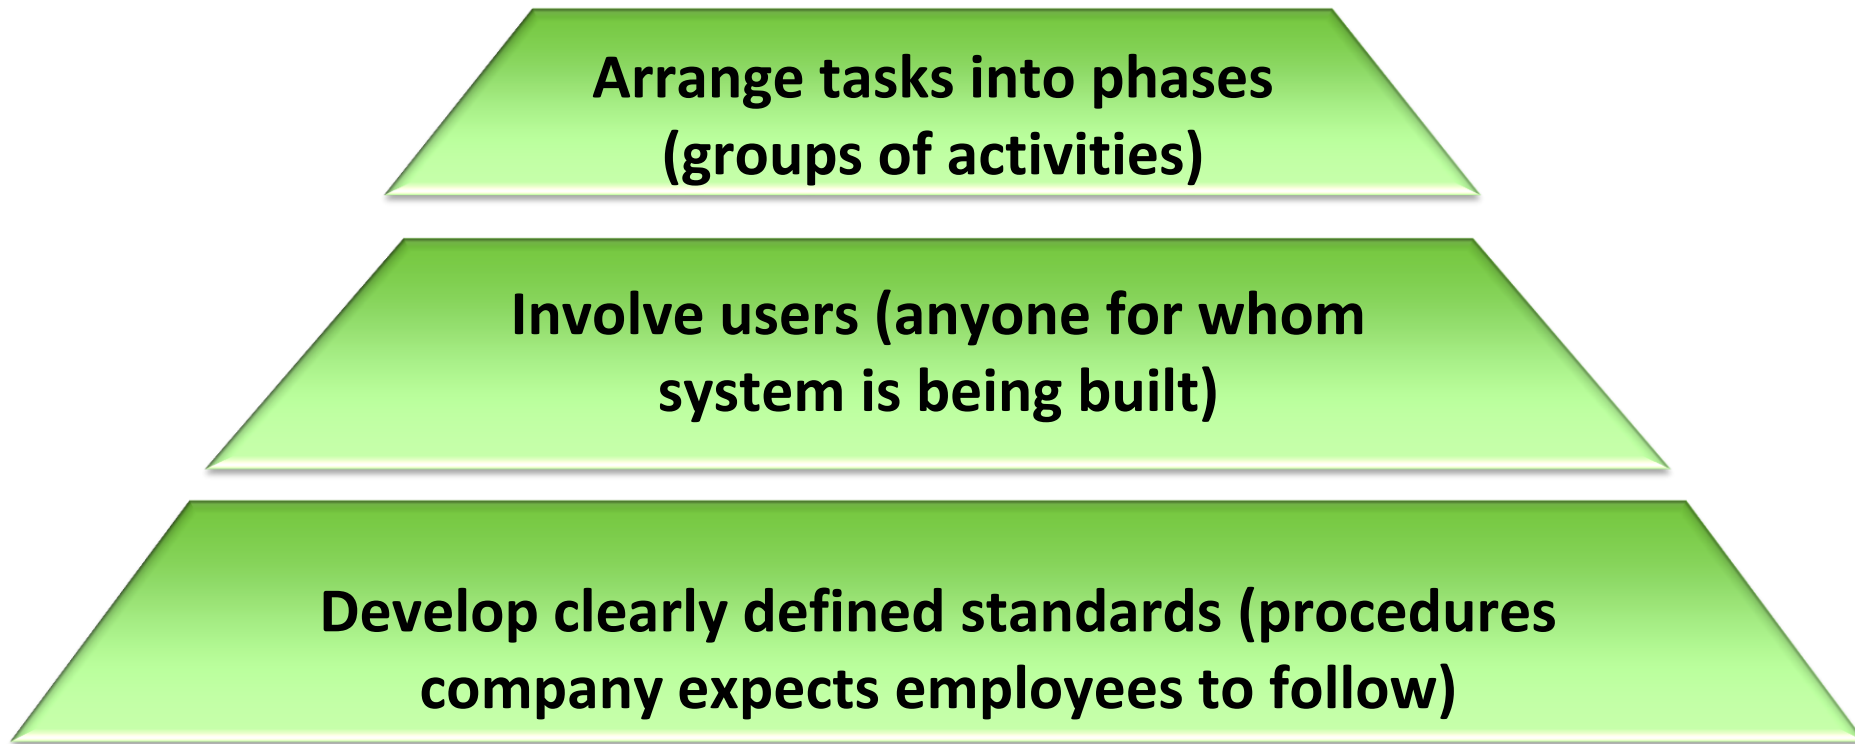 Arrange tasks into phases
(groups of activities)
Involve users (anyone for whom
system is being built)
Develop clearly defined standards (procedures
company expects employees to follow)